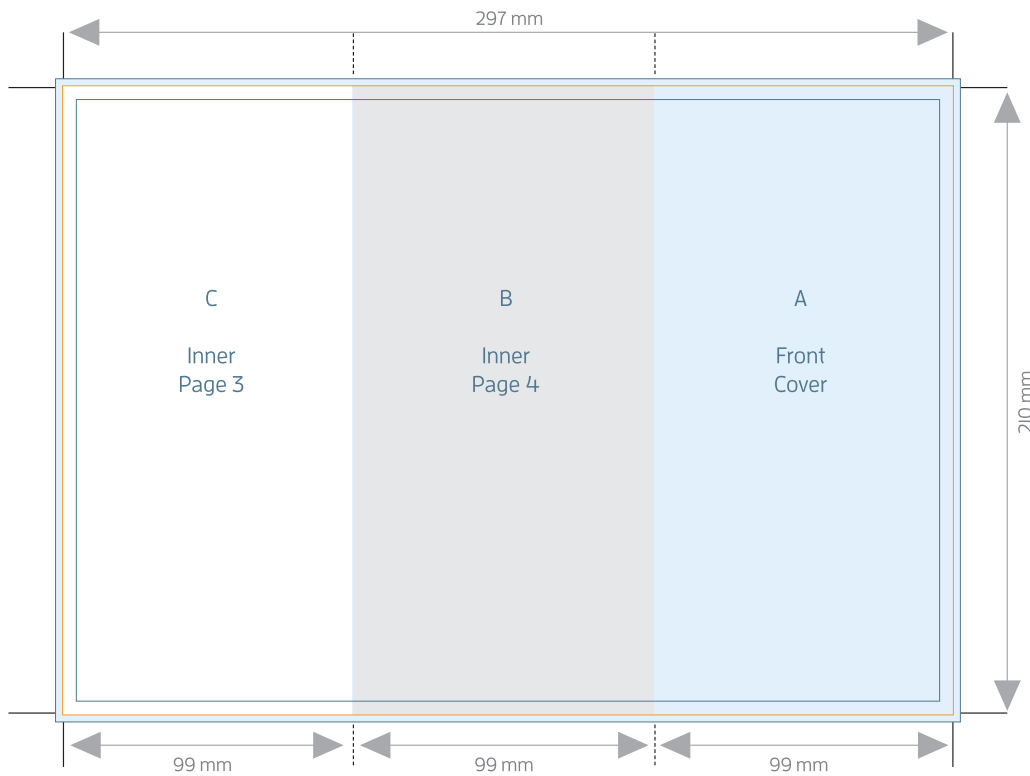 297 mm
C
Inner
Page 3
B
Inner
Page 4
A
Front
Cover
210 mm
99 mm
99 mm
99 mm